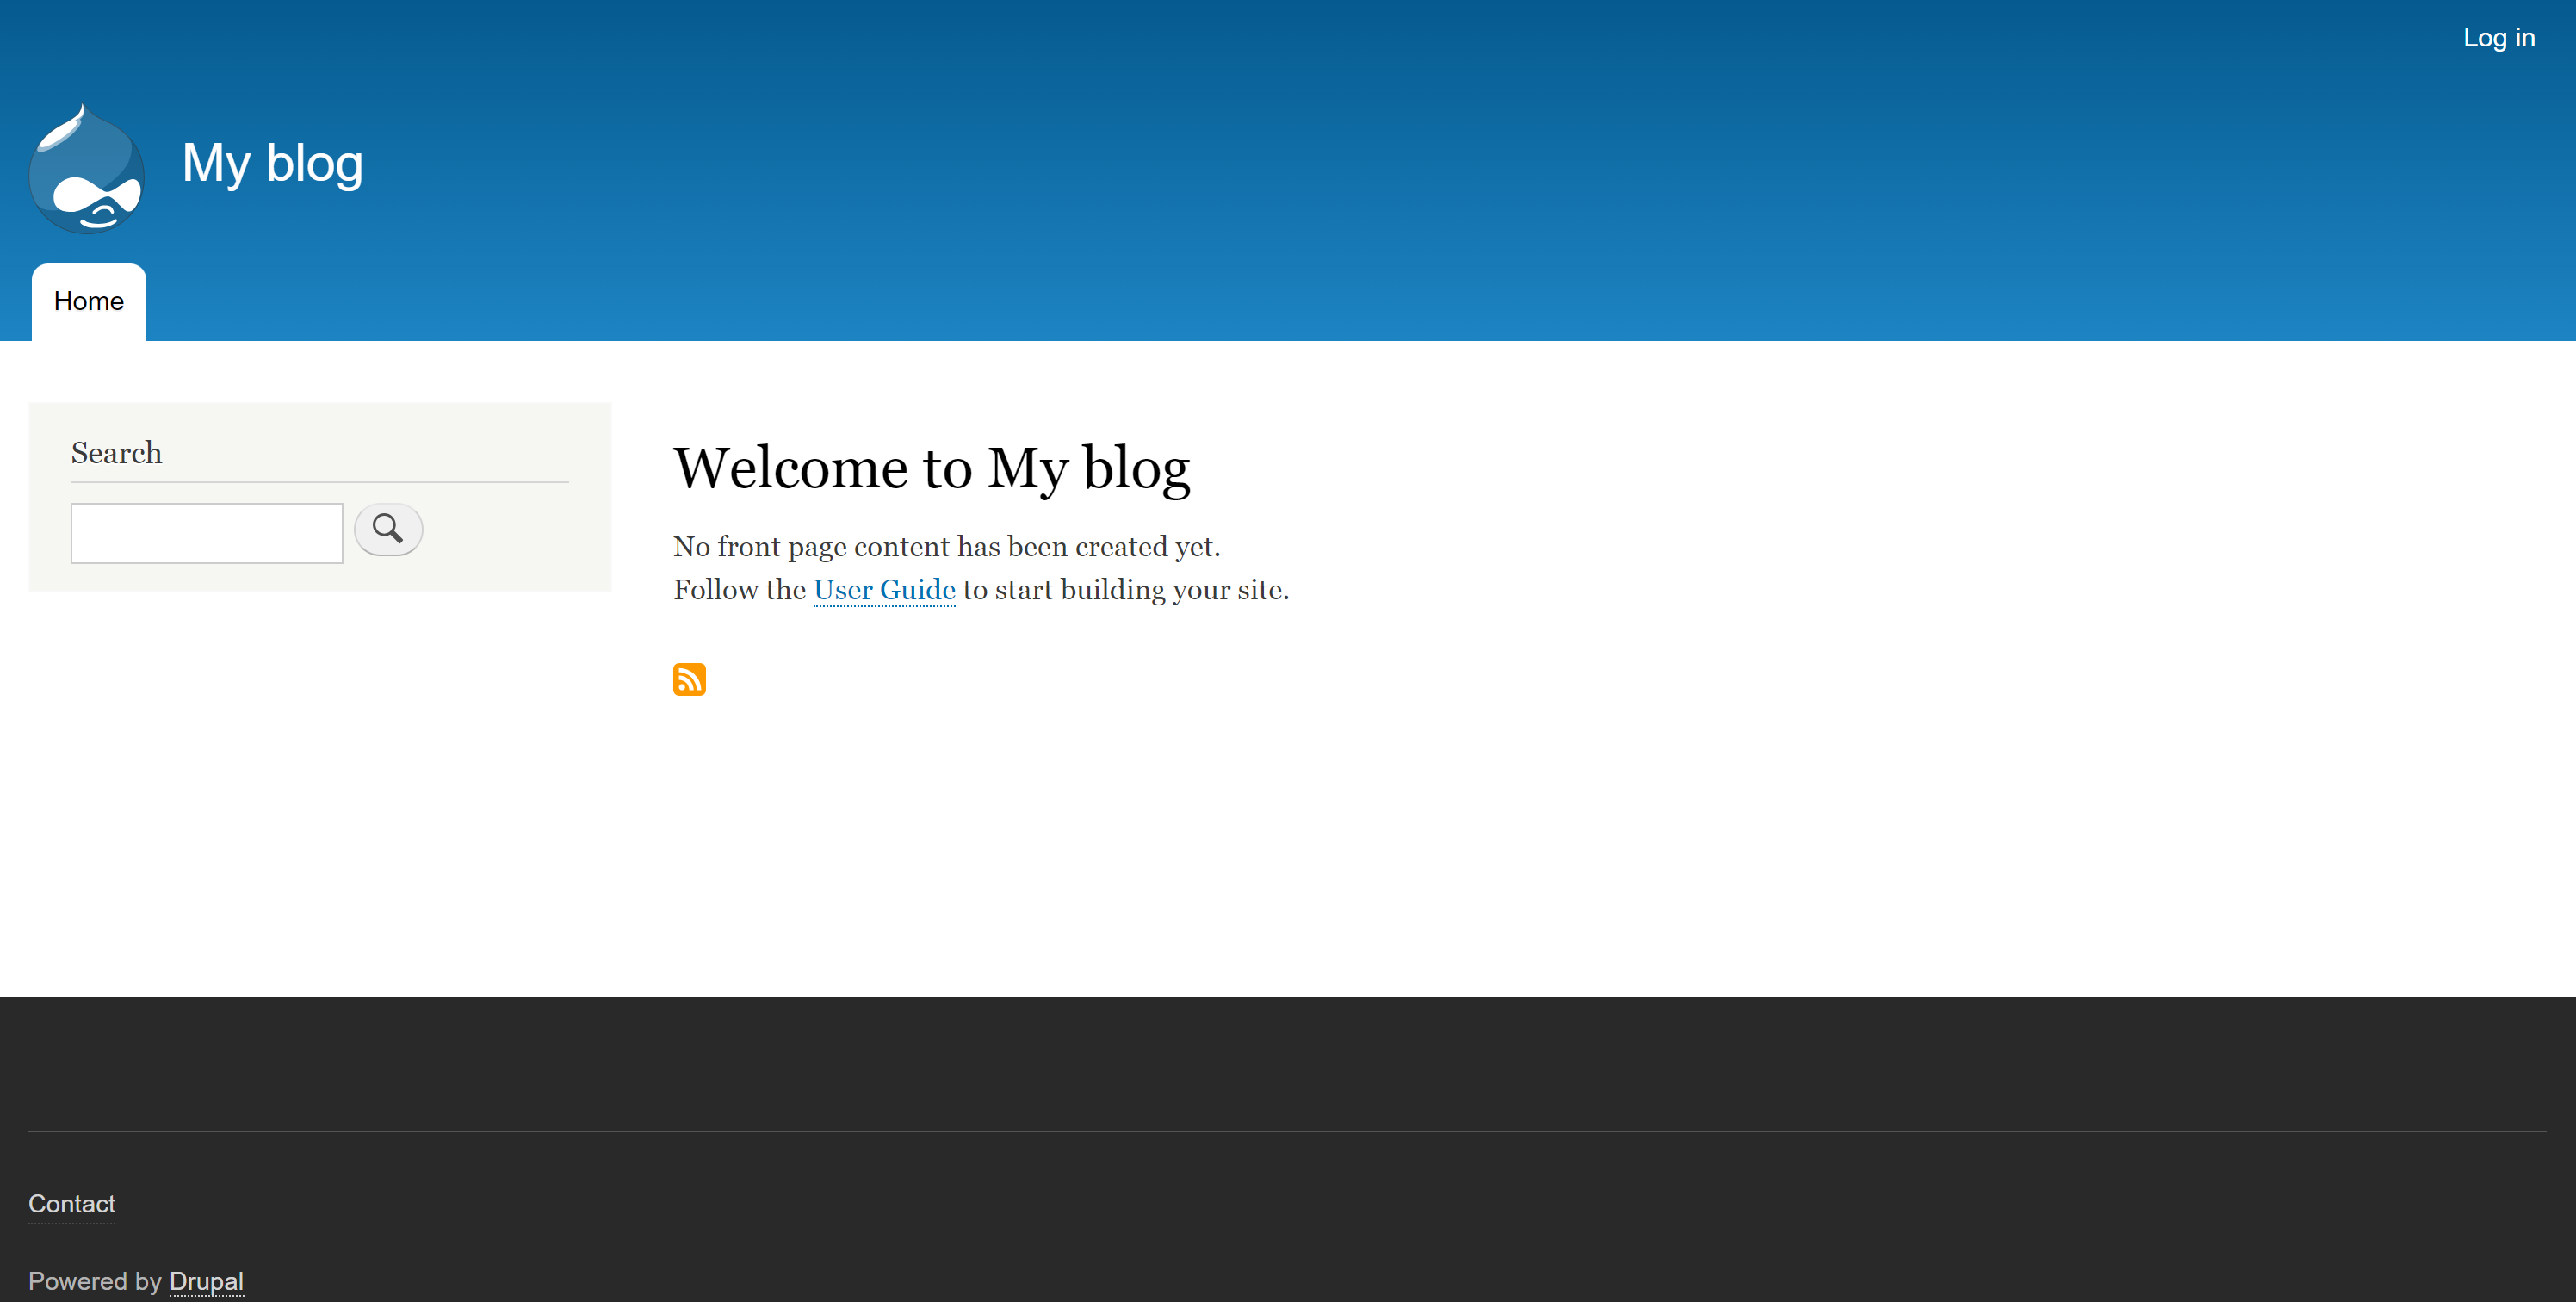 Log in
My blog
Home
Search
Welcome to My blog
No front page content has been created yet.
Follow the User Guide to start building your site.
Contact
Powered by Drupal